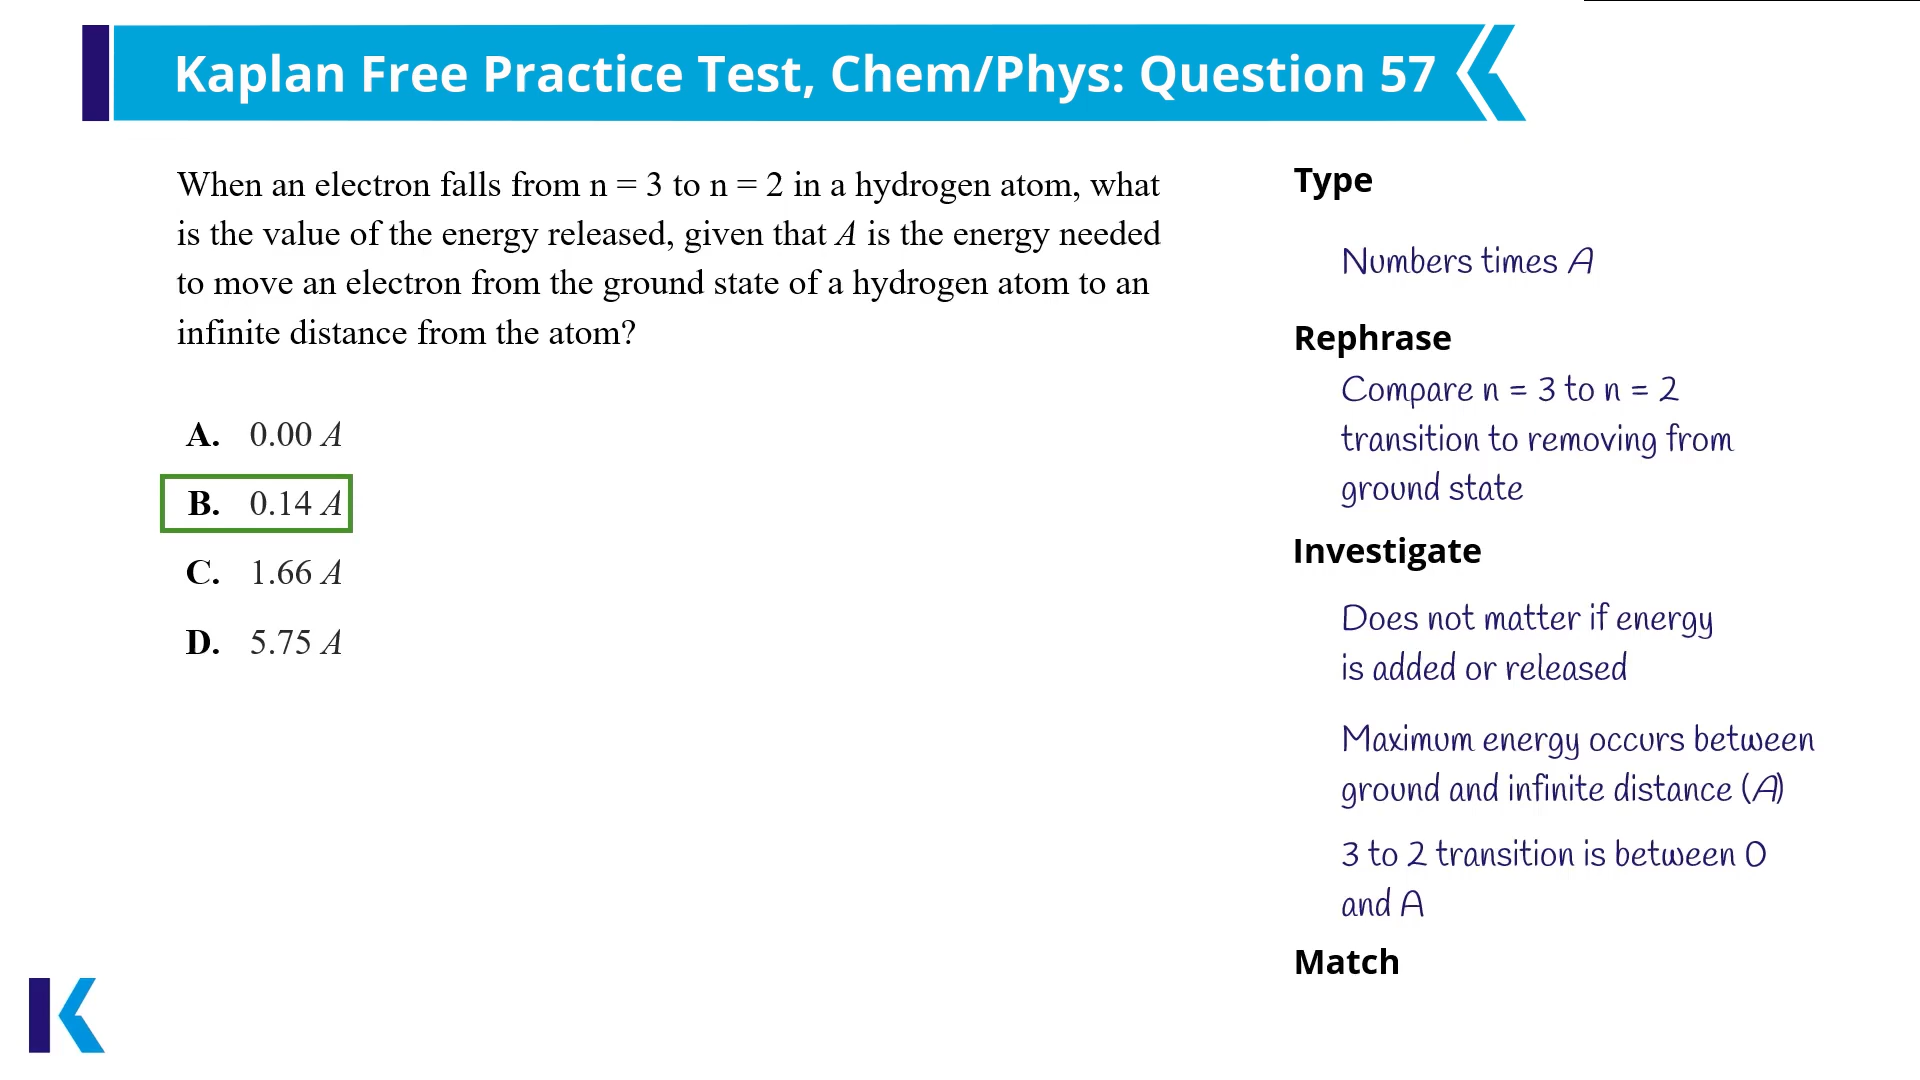 Kaplan Free Practice Test, Chem/Phys: Question 57
When an electron falls from n = 3 to n = 2 in a hydrogen atom, what
is the value of the energy released, given that A is the energy needed
to move an electron from the ground state of a hydrogen atom to an
infinite distance from the atom?
A. 0.00 A
B. 0.14 A
C. 1.66 A
D. 5.75 A
Type
Numbers times A
Rephrase
Compare n = 3 to n = 2
transition to removing from
ground state
Investigate
Does not matter if energy
is added or released
Maximum energy occurs between
ground and infinite distance (A)
3 to 2 transition is between 0
and A
Match